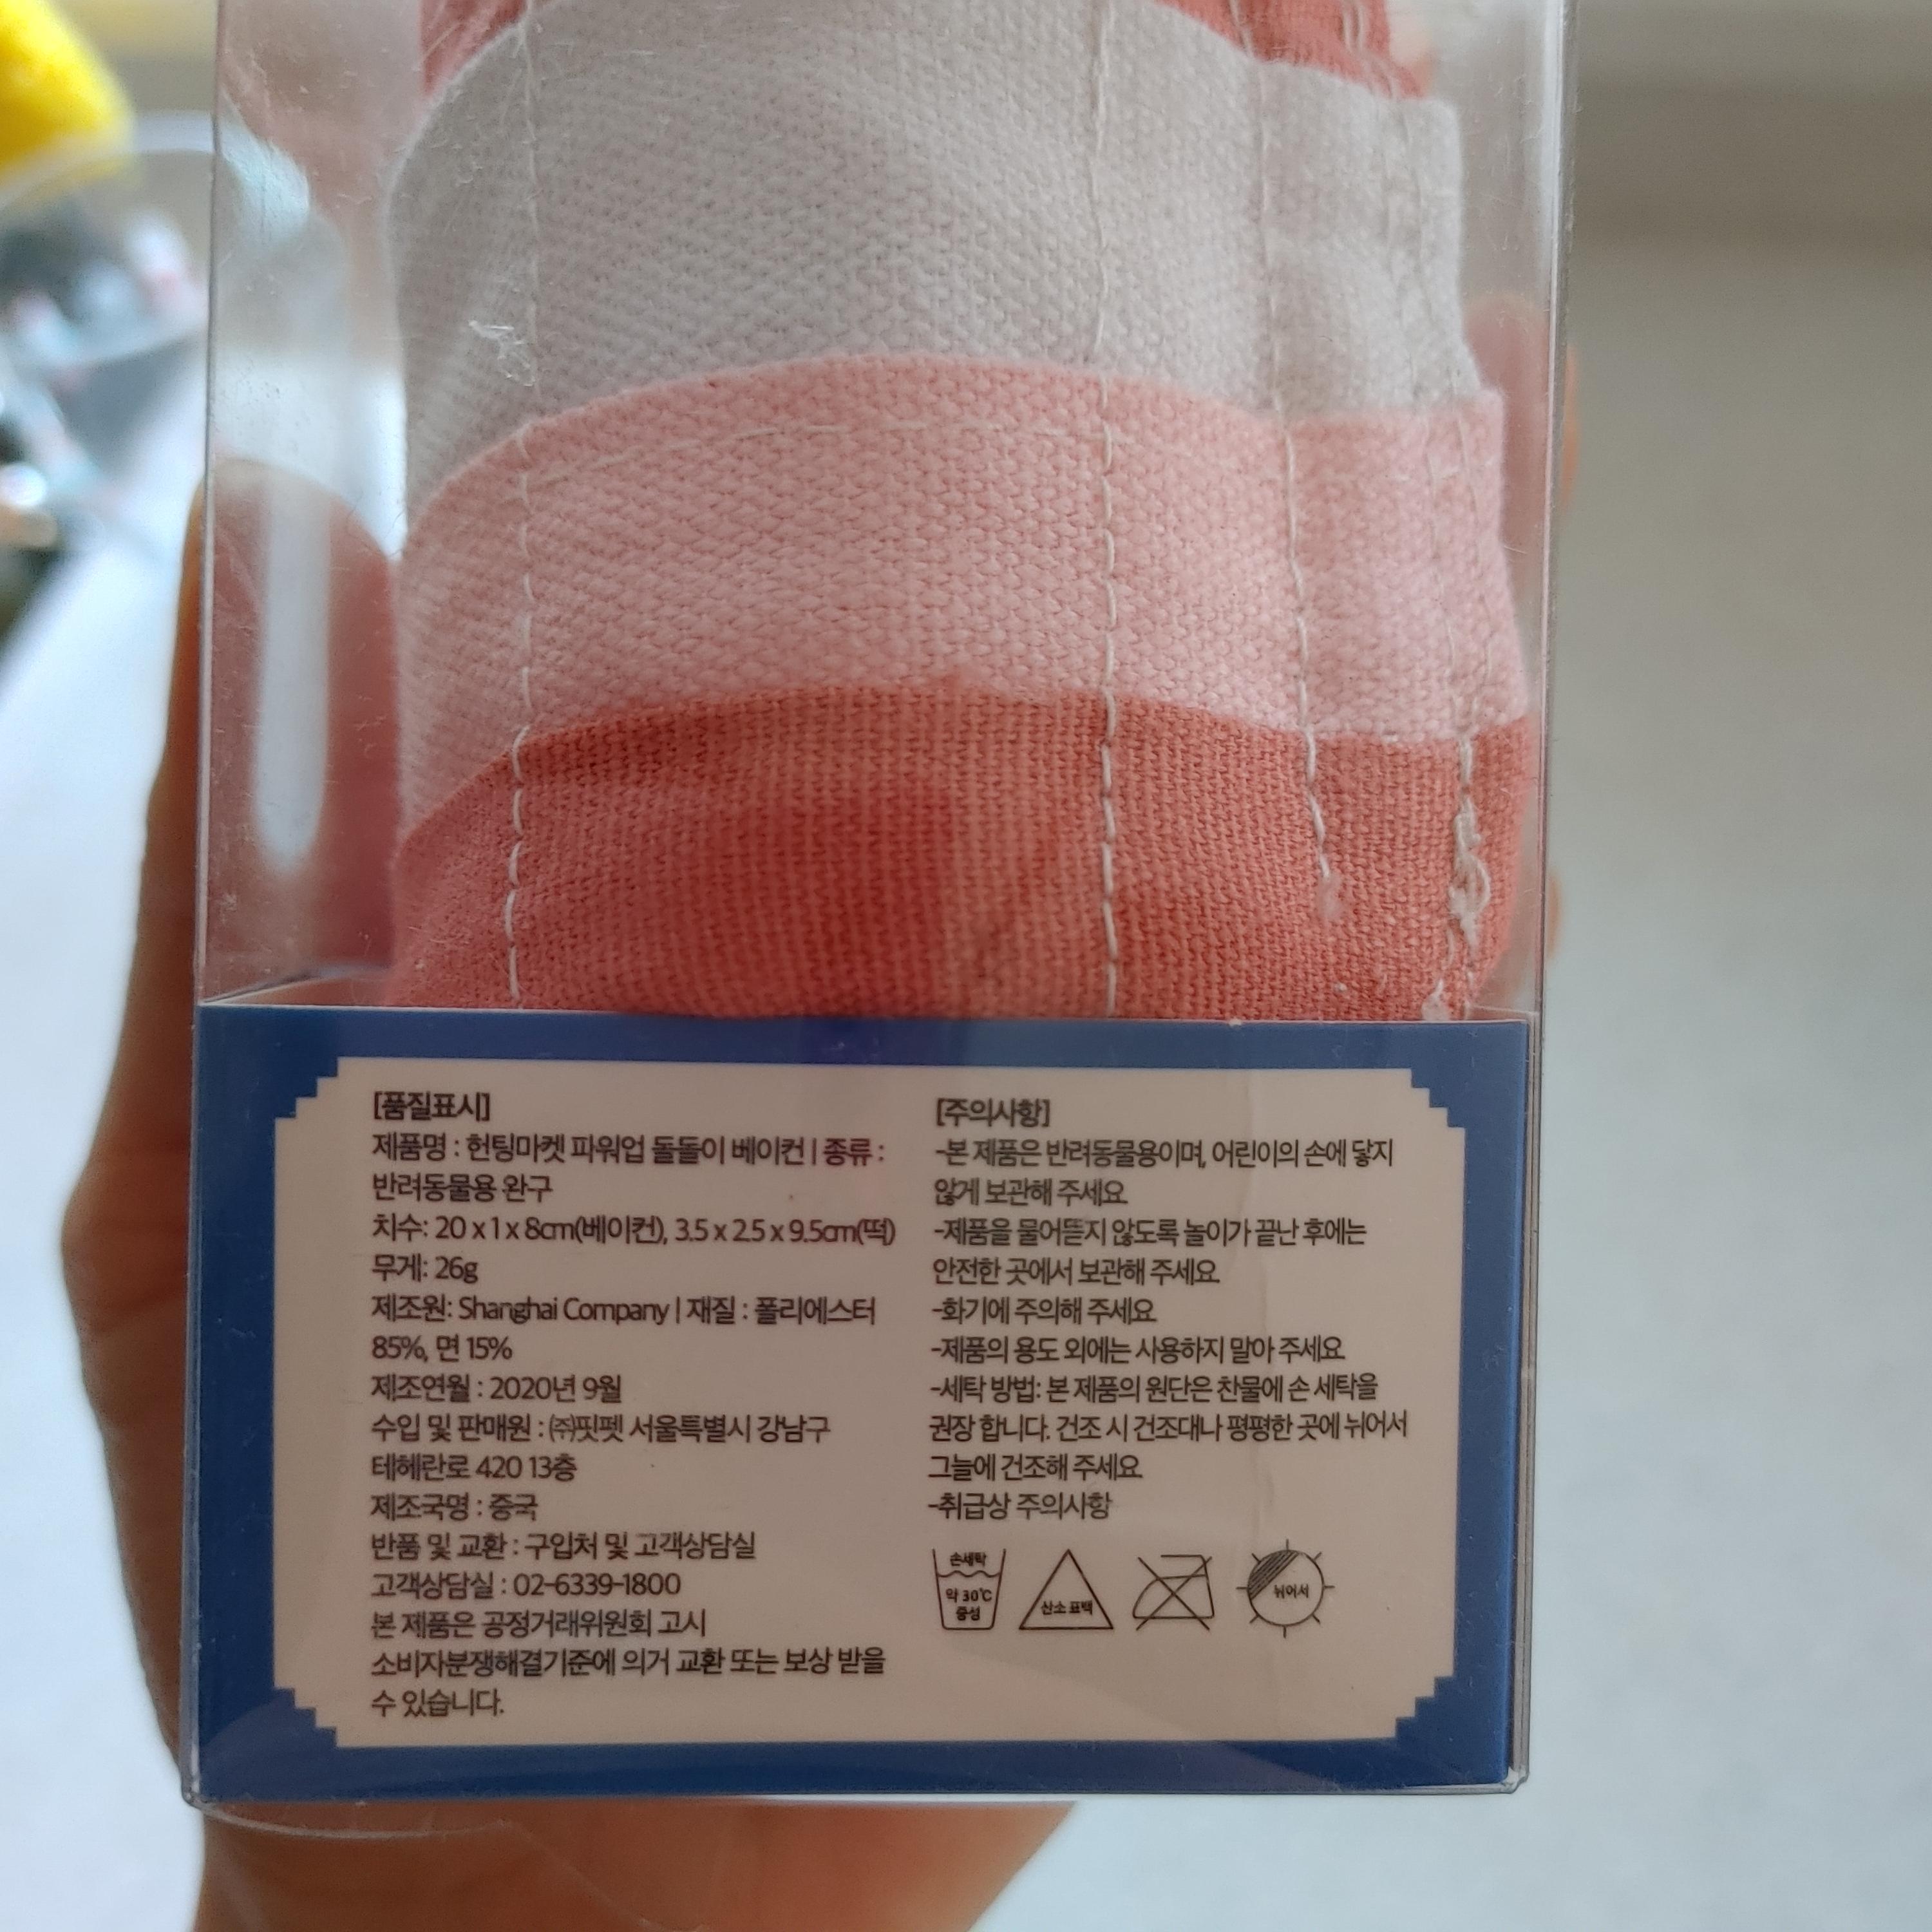 [품질표시]
제품명 : 헌팅마켓 파워업 돌돌이 베이컨 | 종류 :
반려동물용 완구
치수: 20 x 1 x 8cm(베이컨), 3.5 x 2.5 x 9.5cm(떡)
무게: 26g
제조원: Shanghai Company | 재질 : 폴리에스터
85%, 면 15%
제조연월 : 2020년 9월
수입 및 판매원 : ㈜핏펫 서울특별시 강남구
테헤란로 420 13층
제조국명 : 중국
반품 및 교환 : 구입처 및 고객상담실
고객상담실 : 02-6339-1800
본 제품은 공정거래위원회 고시
소비자분쟁해결기준에 의거 교환 또는 보상 받을
수 있습니다.
[주의사항]
-본 제품은 반려동물용이며, 어린이의 손에 닿지
않게 보관해 주세요.
-제품을 물어뜯지 않도록 놀이가 끝난 후에는
안전한 곳에서 보관해 주세요.
-화기에 주의해 주세요.
-제품의 용도 외에는 사용하지 말아 주세요.
-세탁 방법: 본 제품의 원단은 찬물에 손 세탁을
권장 합니다. 건조 시 건조대나 평평한 곳에 뉘어서
그늘에 건조해 주세요.
-취급상 주의사항
손세탁
약 30℃
중성
산소 표백
뉘어서